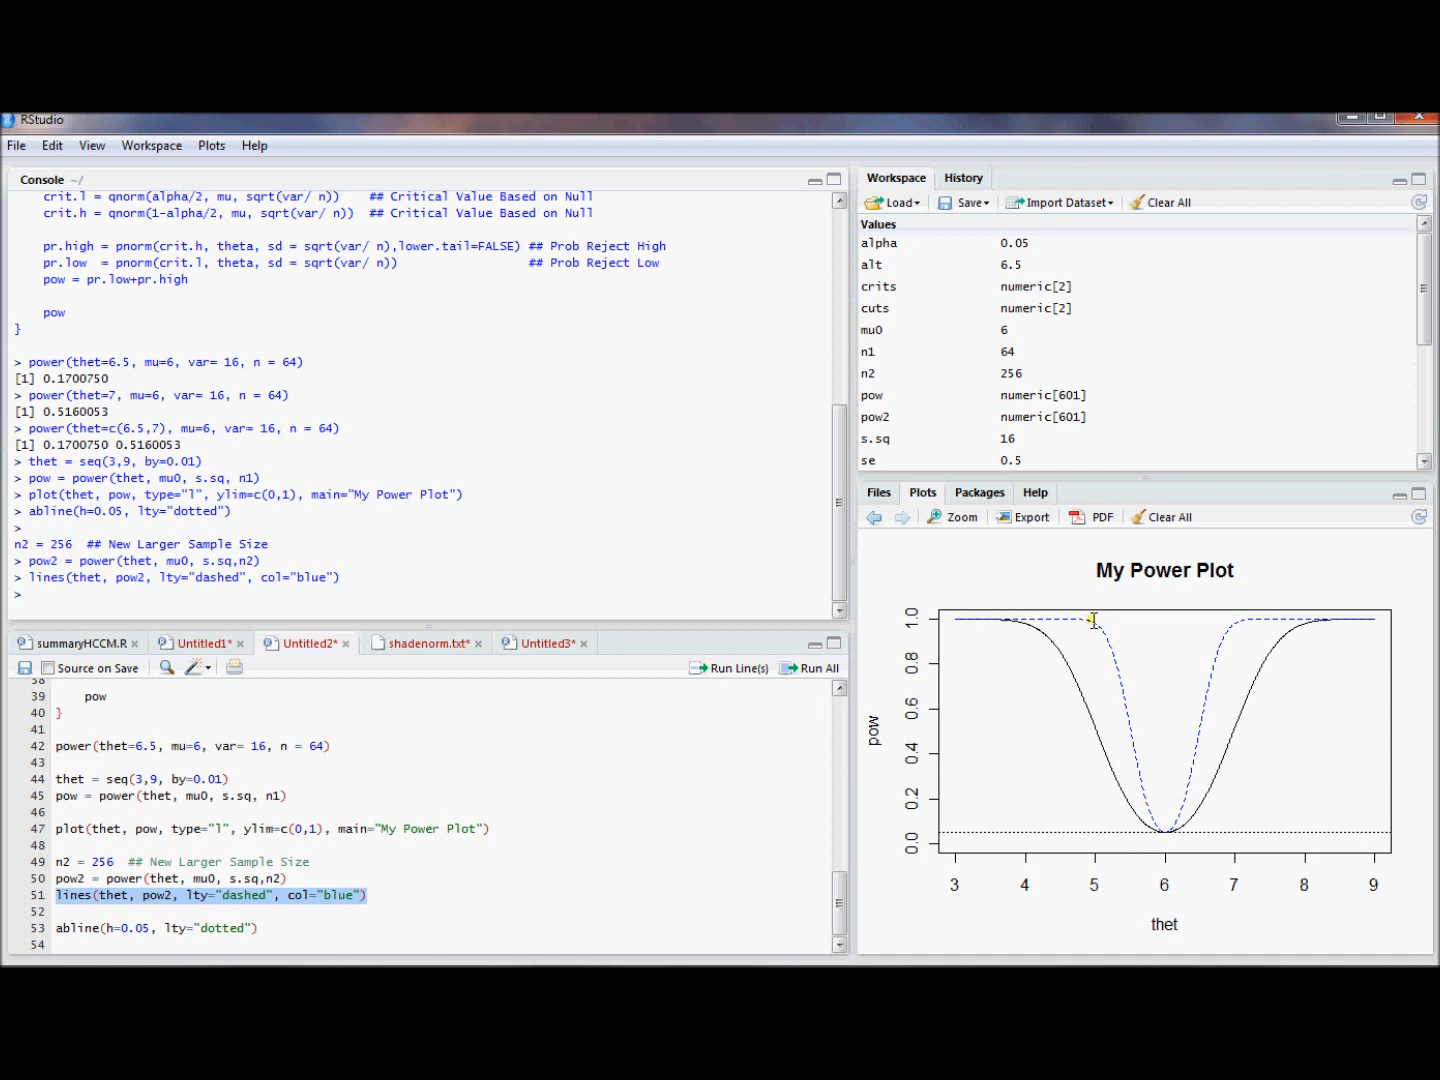 RStudio
File Edit View Workspace Plots Help
Console ~/
crit.l = qnorm(alpha/2, mu, sqrt(var/ n)) ## Critical Value Based on Null
crit.h = qnorm(1-alpha/2, mu, sqrt(var/ n)) ## Critical Value Based on Null
pr.high = pnorm(crit.h, theta, sd = sqrt(var/ n),lower.tail=FALSE) ## Prob Reject High
pr.low = pnorm(crit.l, theta, sd = sqrt(var/ n)) ## Prob Reject Low
pow = pr.low+pr.high
pow
}
> power(thet=6.5, mu=6, var= 16, n = 64)
[1] 0.1700750
> power(thet=7, mu=6, var= 16, n = 64)
[1] 0.5160053
> power(thet=c(6.5,7), mu=6, var= 16, n = 64)
[1] 0.1700750 0.5160053
> thet = seq(3,9, by=0.01)
> pow = power(thet, mu0, s.sq, n1)
> plot(thet, pow, type="l", ylim=c(0,1), main="My Power Plot")
> abline(h=0.05, lty="dotted")
>
n2 = 256 ## New Larger Sample Size
> pow2 = power(thet, mu0, s.sq,n2)
> lines(thet, pow2, lty="dashed", col="blue")
>
summaryHCCM.R Untitled1* Untitled2* shadenorm.txt* Untitled3*
Source on Save Run Line(s) Run All
38
39 pow
40 }
41
42 power(thet=6.5, mu=6, var= 16, n = 64)
43
44 thet = seq(3,9, by=0.01)
45 pow = power(thet, mu0, s.sq, n1)
46
47 plot(thet, pow, type="l", ylim=c(0,1), main="My Power Plot")
48
49 n2 = 256 ## New Larger Sample Size
50 pow2 = power(thet, mu0, s.sq,n2)
51 lines(thet, pow2, lty="dashed", col="blue")
52
53 abline(h=0.05, lty="dotted")
54
Workspace History
Load Save Import Dataset Clear All
Values
alpha 0.05
alt 6.5
crits numeric[2]
cuts numeric[2]
mu0 6
n1 64
n2 256
pow numeric[601]
pow2 numeric[601]
s.sq 16
se 0.5
Files Plots Packages Help
Zoom Export PDF Clear All
My Power Plot
1.0
0.8
0.6
0.4
0.2
0.0
pow
3 4 5 6 7 8 9
thet